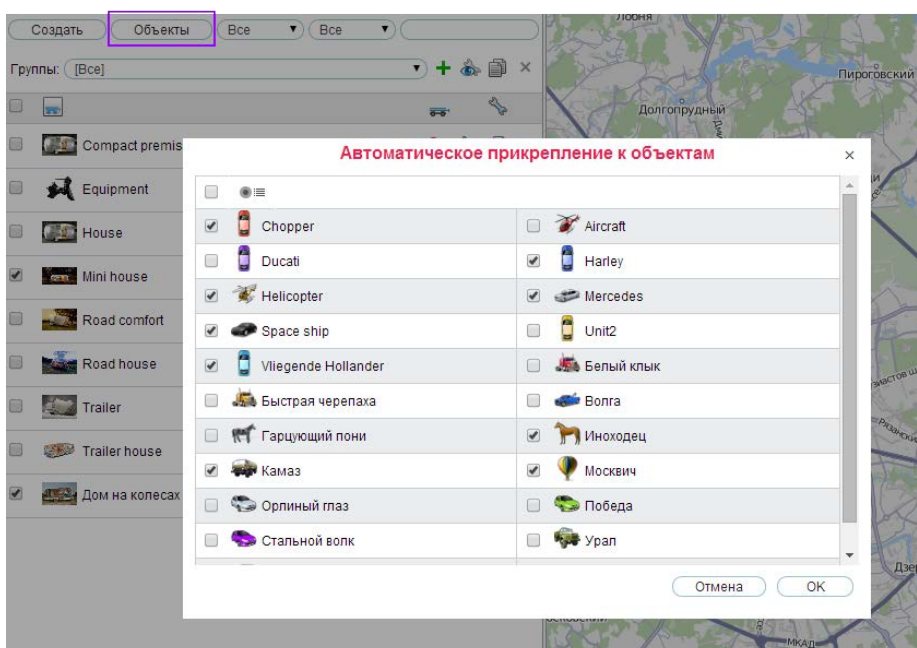 Создать Объекты Все Все
Группы: [Все]
Compact premis
Equipment
House
Mini house
Road comfort
Road house
Trailer
Trailer house
Дом на колесах
Автоматическое прикрепление к объектам
Chopper Aircraft
Ducati Harley
Helicopter Mercedes
Space ship Unit2
Vliegende Hollander Белый клык
Быстрая черепаха Волга
Гарцующий пони Иноходец
Камаз Москвич
Орлиный глаз Победа
Стальной волк Урал
Отмена OK
Лобня
Пироговский
Долгопрудный
МКАД